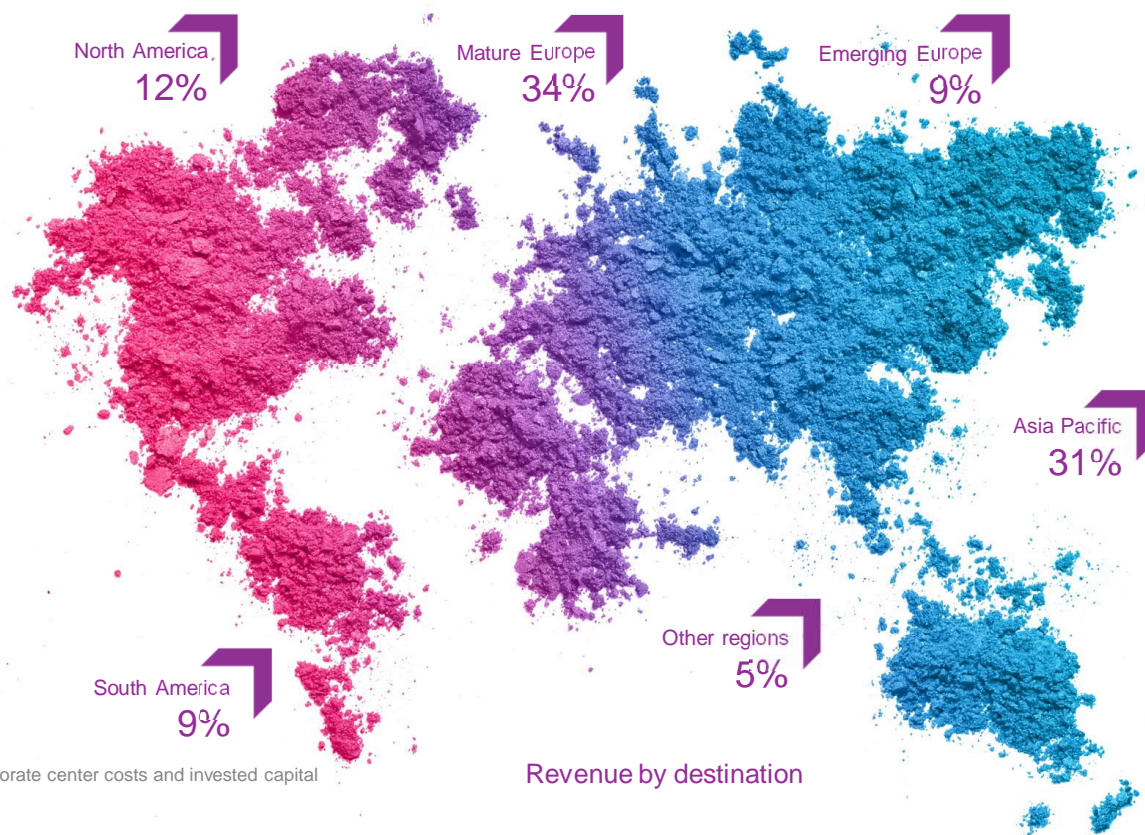 North America
12%
Mature Europe
34%
Emerging Europe
9%
Asia Pacific
31%
Other regions
5%
South America
9%
orate center costs and invested capital
Revenue by destination